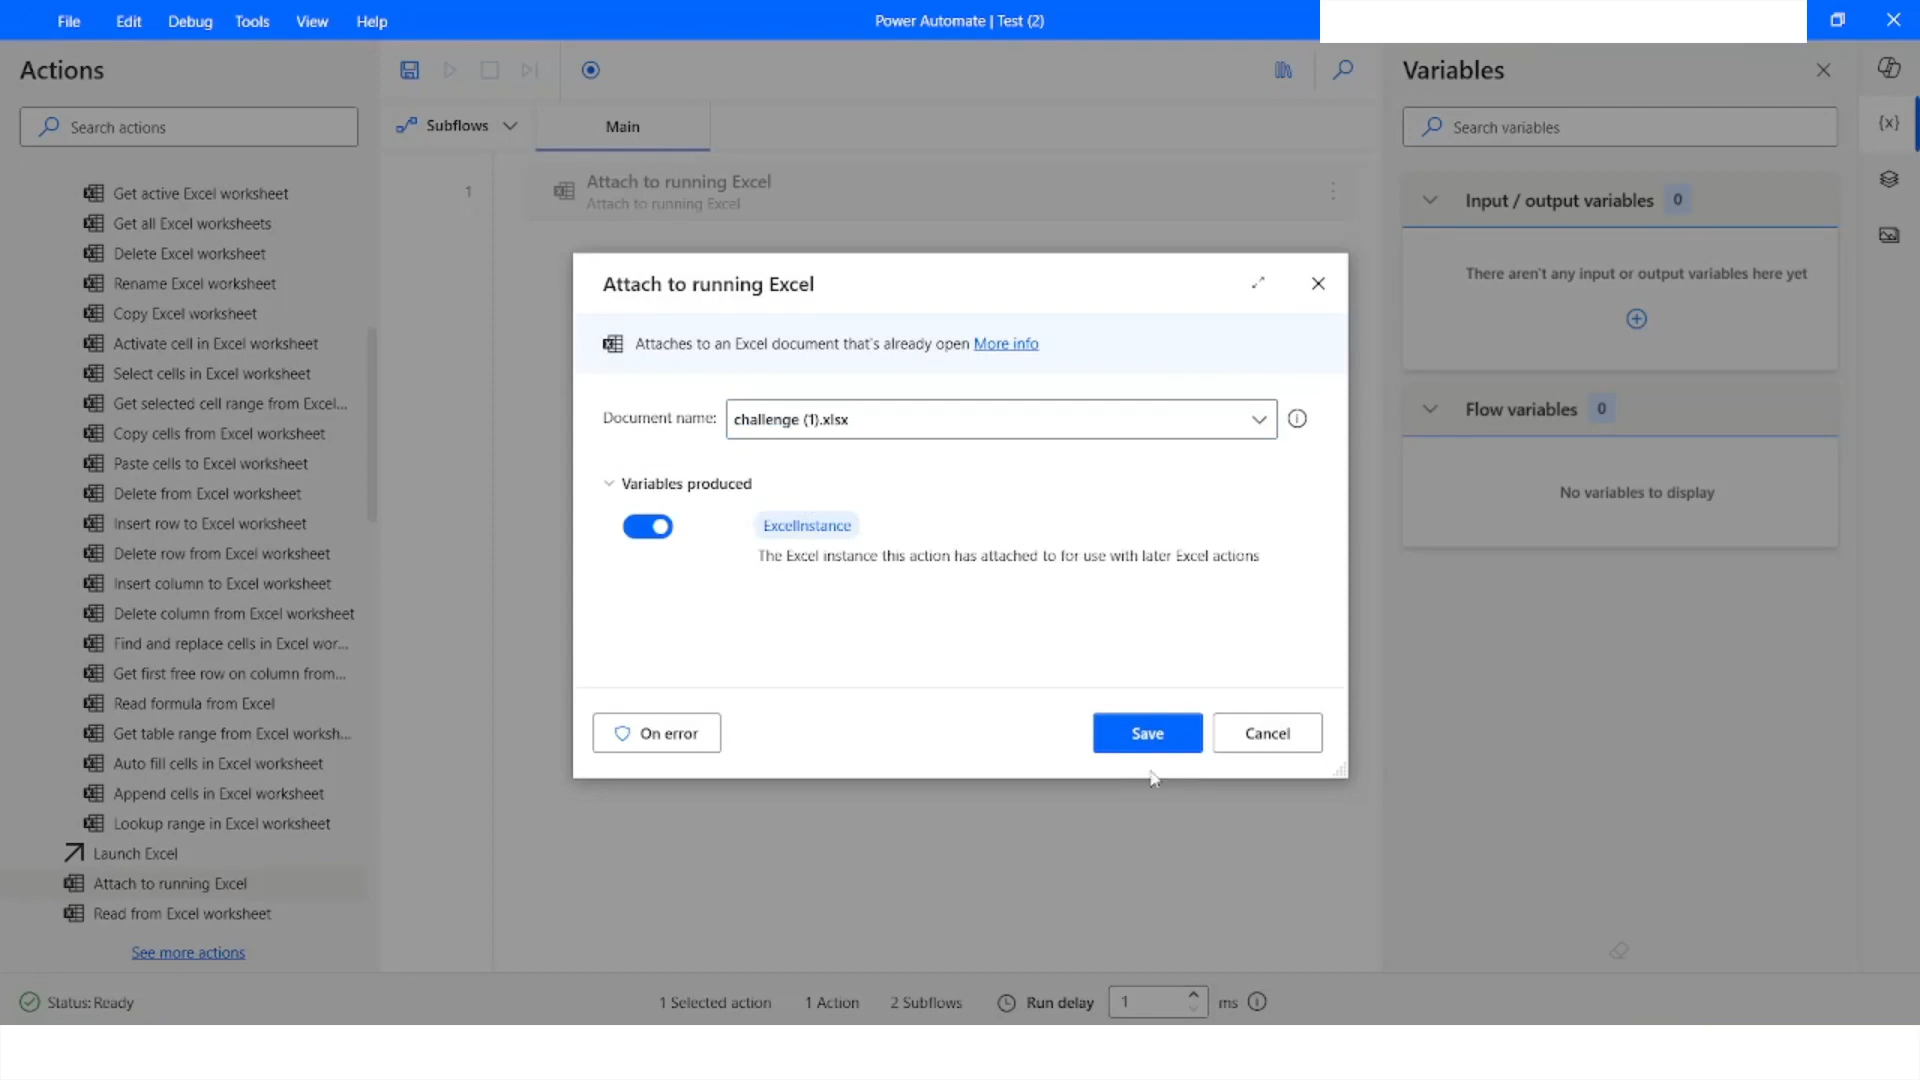 File Edit Debug Tools View Help
Power Automate | Test (2)
Actions
Search actions
Get active Excel worksheet
Get all Excel worksheets
Delete Excel worksheet
Rename Excel worksheet
Copy Excel worksheet
Activate cell in Excel worksheet
Select cells in Excel worksheet
Get selected cell range from Excel...
Copy cells from Excel worksheet
Paste cells to Excel worksheet
Delete from Excel worksheet
Insert row to Excel worksheet
Delete row from Excel worksheet
Insert column to Excel worksheet
Delete column from Excel worksheet
Find and replace cells in Excel wor...
Get first free row on column from...
Read formula from Excel
Get table range from Excel worksh...
Auto fill cells in Excel worksheet
Append cells in Excel worksheet
Lookup range in Excel worksheet
Launch Excel
Attach to running Excel
Read from Excel worksheet
See more actions
Subflows
Main
1
Attach to running Excel
Attach to running Excel
Attach to running Excel
Attaches to an Excel document that's already open More info
Document name: challenge (1).xlsx
Variables produced
ExcelInstance
The Excel instance this action has attached to for use with later Excel actions
On error
Save
Cancel
Variables
{x}
Search variables
Input / output variables 0
There aren't any input or output variables here yet
Flow variables 0
No variables to display
Status: Ready
1 Selected action
1 Action
2 Subflows
Run delay 1 ms